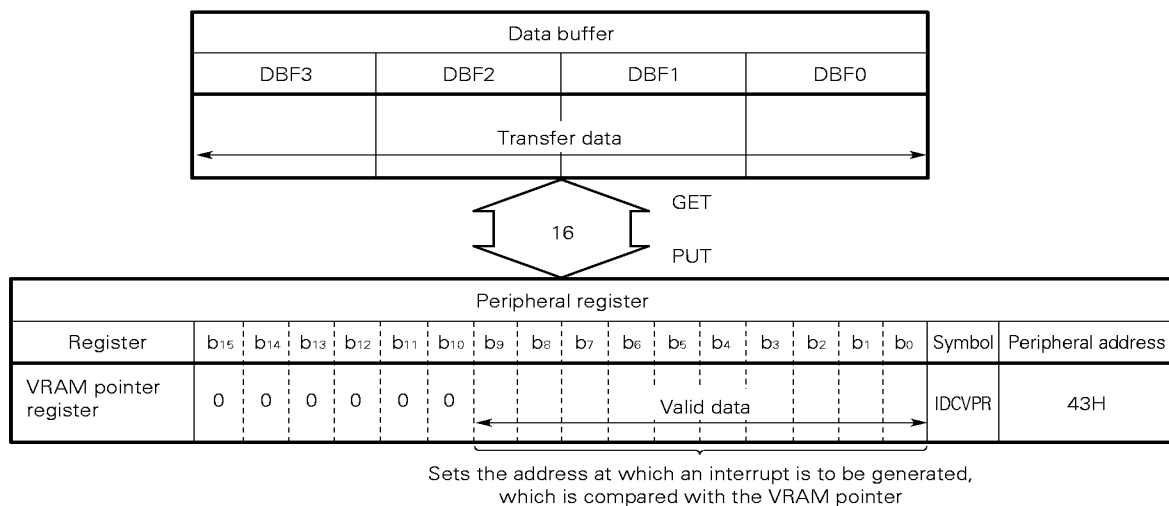 Data buffer
DBF3 DBF2 DBF1 DBF0
Transfer data
GET
16
PUT
Peripheral register
Register b15 b14 b13 b12 b11 b10 b9 b8 b7 b6 b5 b4 b3 b2 b1 b0 Symbol Peripheral address
VRAM pointer
register
0 0 0 0 0 0 Valid data IDCVPR 43H
Sets the address at which an interrupt is to be generated,
which is compared with the VRAM pointer